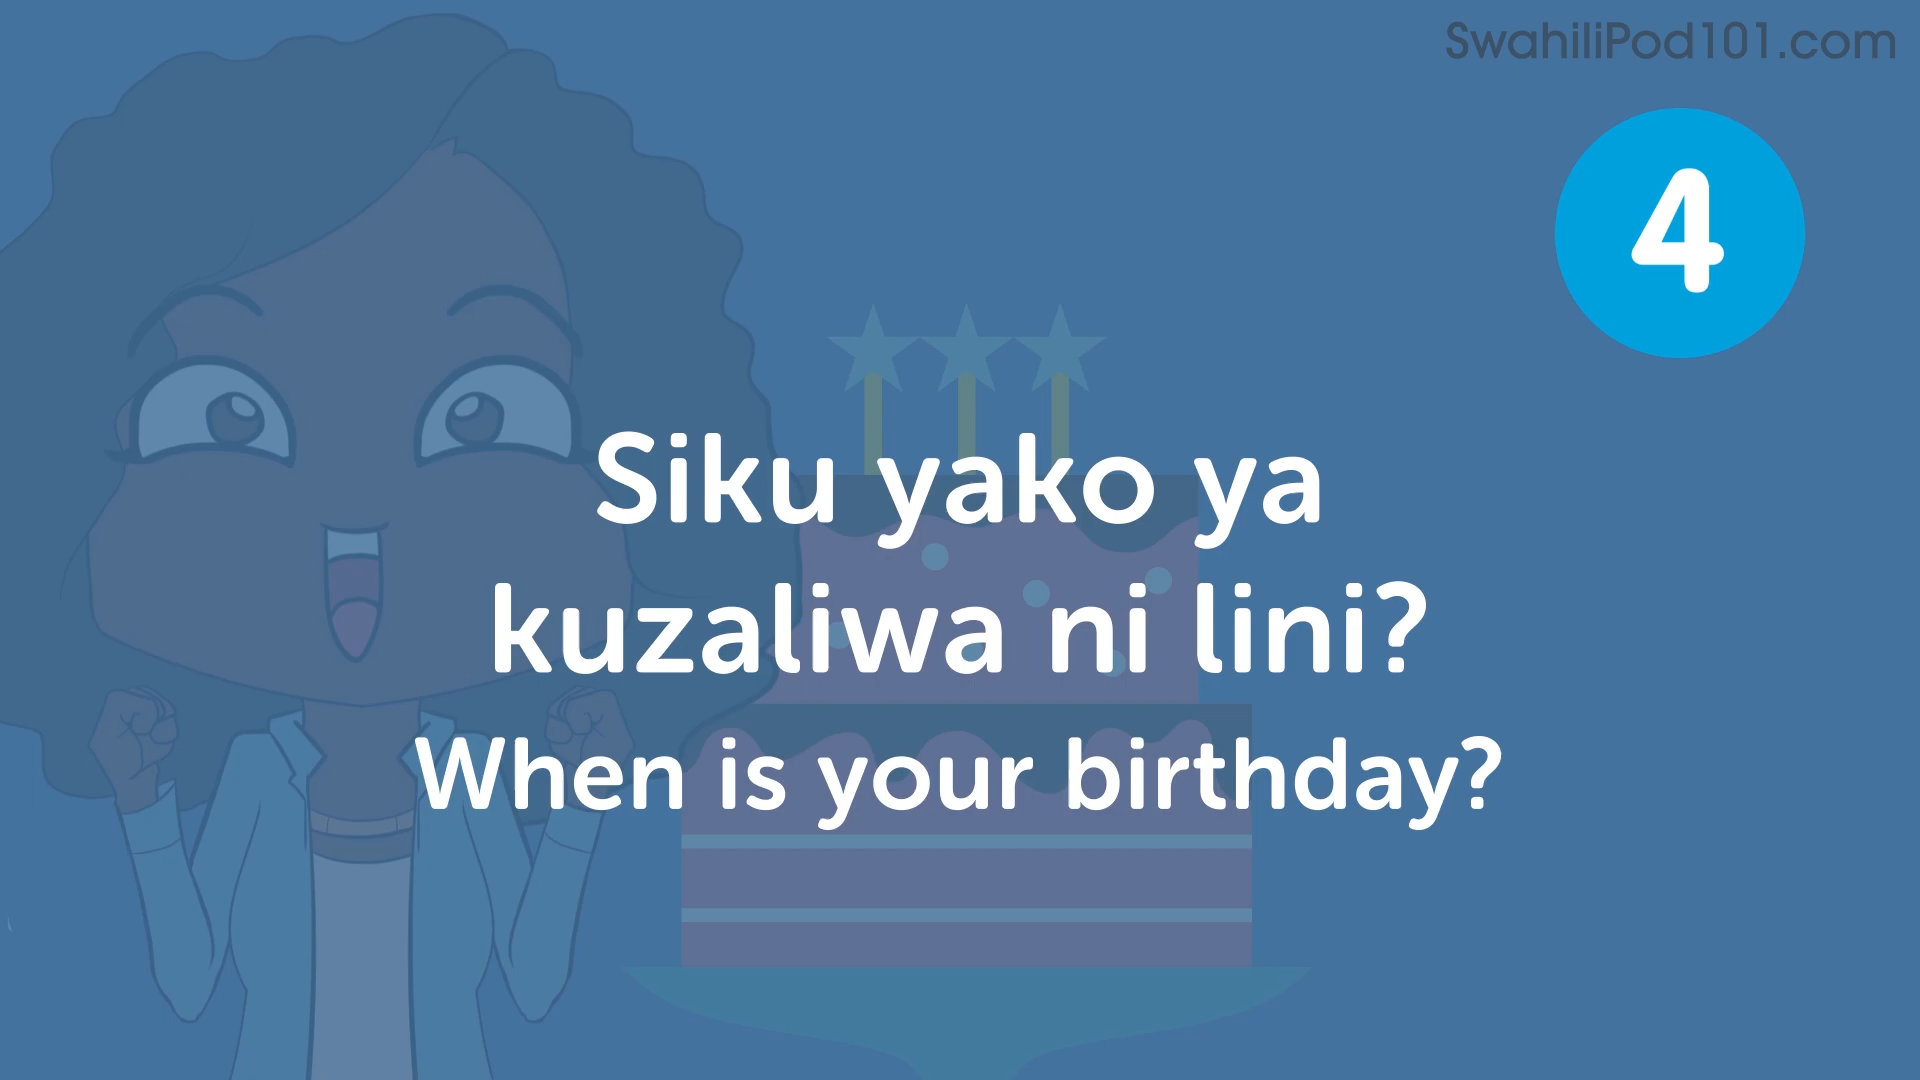 SwahiliPod101.com
4
Siku yako ya
kuzaliwa ni lini?
When is your birthday?